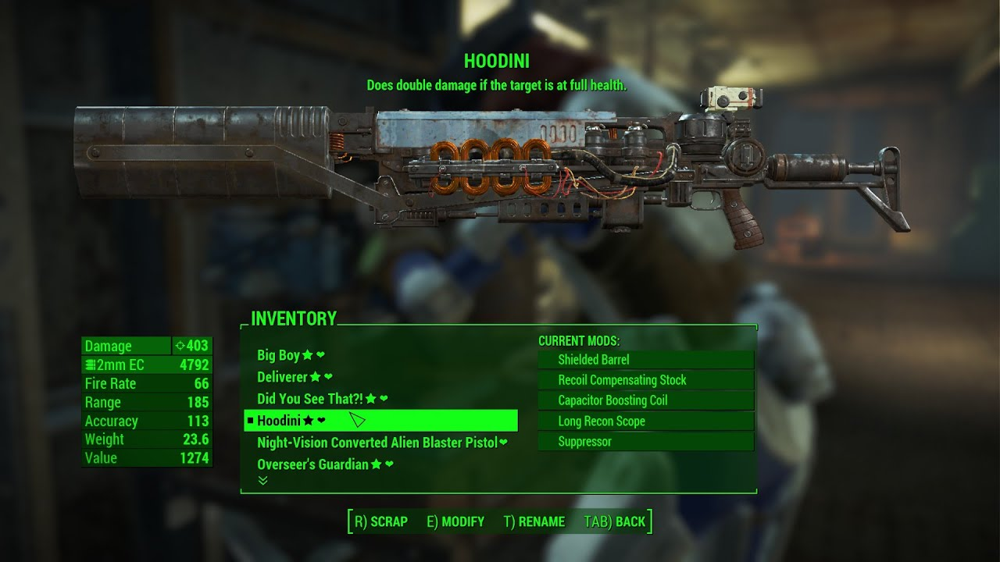 HOODINI
Does double damage if the target is at full health.
INVENTORY
Damage 403
2mm EC 4792
Fire Rate 66
Range 185
Accuracy 113
Weight 23.6
Value 1274
Big Boy
Deliverer
Did You See That?!
Hoodini
Night-Vision Converted Alien Blaster Pistol
Overseer's Guardian
CURRENT MODS:
Shielded Barrel
Recoil Compensating Stock
Capacitor Boosting Coil
Long Recon Scope
Suppressor
R) SCRAP E) MODIFY T) RENAME TAB) BACK